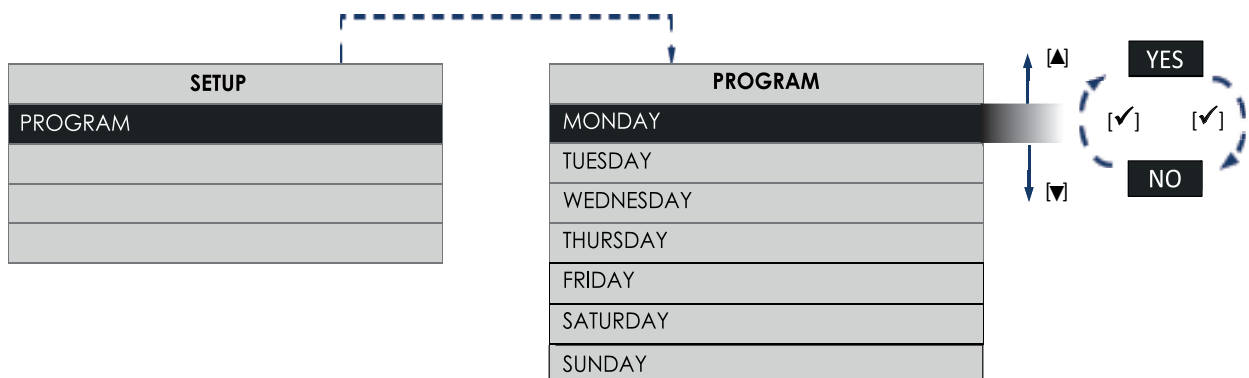 SETUP
PROGRAM
PROGRAM
MONDAY
TUESDAY
WEDNESDAY
THURSDAY
FRIDAY
SATURDAY
SUNDAY
[▲]
[▼]
YES
[✔] [✔]
NO